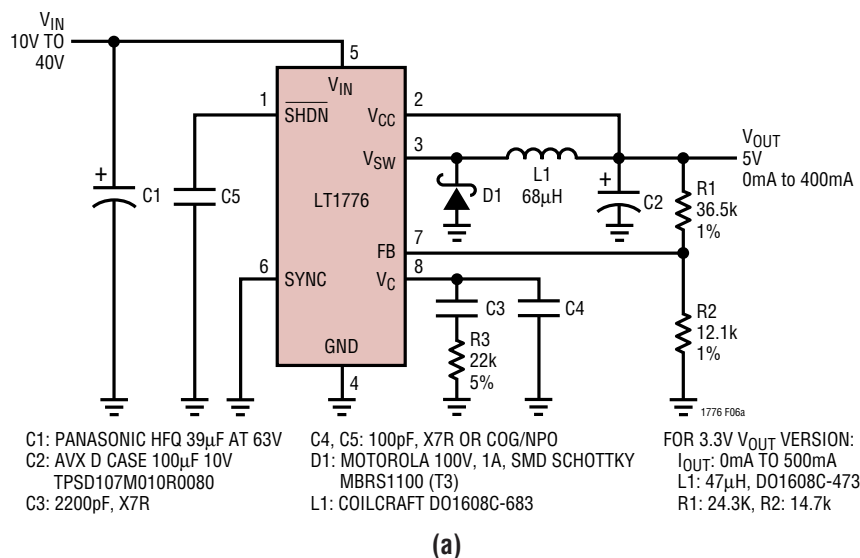 VIN
10V TO
40V
5
VIN
1
SHDN
VCC
2
VSW
3
LT1776
FB
7
6
SYNC
VC
8
GND
4
+
C1
C5
D1
L1
68µH
+
C2
VOUT
5V
0mA to 400mA
R1
36.5k
1%
C3
C4
R3
22k
5%
R2
12.1k
1%
1776 F06a
C1: PANASONIC HFQ 39µF AT 63V
C2: AVX D CASE 100µF 10V
TPSD107M010R0080
C3: 2200pF, X7R
C4, C5: 100pF, X7R OR COG/NPO
D1: MOTOROLA 100V, 1A, SMD SCHOTTKY
MBRS1100 (T3)
L1: COILCRAFT DO1608C-683
FOR 3.3V VOUT VERSION:
IOUT: 0mA TO 500mA
L1: 47µH, DO1608C-473
R1: 24.3K, R2: 14.7k
(a)